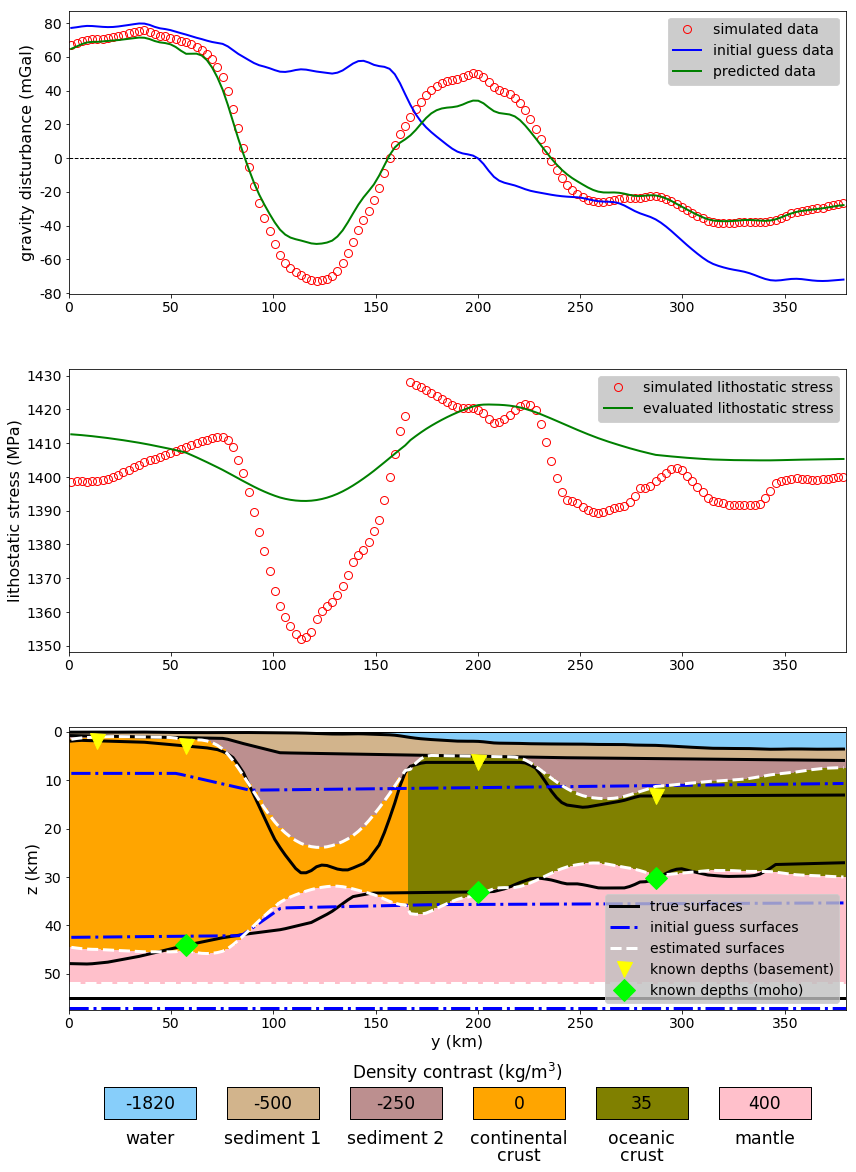 80
60
40
20
0
-20
-40
-60
-80
gravity disturbance (mGal)
simulated data
initial guess data
predicted data
0 50 100 150 200 250 300 350
1430
1420
1410
1400
1390
1380
1370
1360
1350
lithostatic stress (MPa)
simulated lithostatic stress
evaluated lithostatic stress
0 50 100 150 200 250 300 350
0
10
20
30
40
50
z (km)
true surfaces
initial guess surfaces
estimated surfaces
known depths (basement)
known depths (moho)
0 50 100 150 200 250 300 350
y (km)
Density contrast (kg/m³)
-1820 -500 -250 0 35 400
water sediment 1 sediment 2 continental oceanic mantle
crust crust